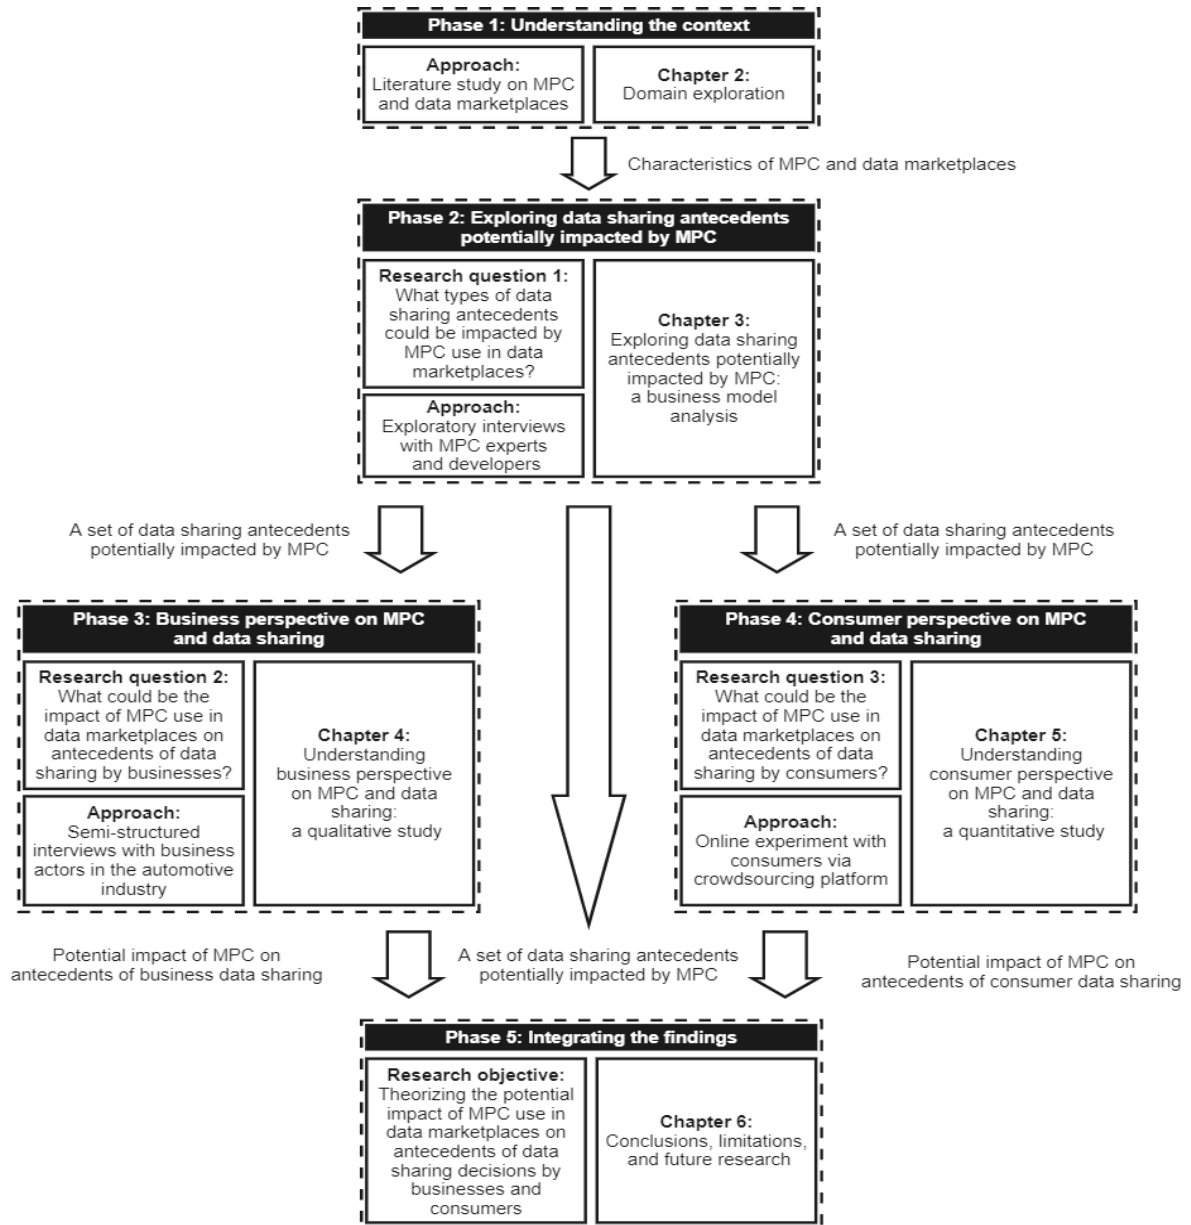 Phase 1: Understanding the context
Approach:
Literature study on MPC
and data marketplaces
Chapter 2:
Domain exploration
Characteristics of MPC and data marketplaces
Phase 2: Exploring data sharing antecedents
potentially impacted by MPC
Research question 1:
What types of data
sharing antecedents
could be impacted by
MPC use in data
marketplaces?
Approach:
Exploratory interviews
with MPC experts
and developers
Chapter 3:
Exploring data sharing
antecedents potentially
impacted by MPC:
a business model
analysis
A set of data sharing antecedents
potentially impacted by MPC
A set of data sharing antecedents
potentially impacted by MPC
Phase 3: Business perspective on MPC
and data sharing
Research question 2:
What could be the
impact of MPC use in
data marketplaces on
antecedents of data
sharing by businesses?
Approach:
Semi-structured
interviews with business
actors in the automotive
industry
Chapter 4:
Understanding
business perspective
on MPC and data
sharing:
a qualitative study
Phase 4: Consumer perspective on MPC
and data sharing
Research question 3:
What could be the
impact of MPC use in
data marketplaces on
antecedents of data
sharing by consumers?
Approach:
Online experiment with
consumers via
crowdsourcing platform
Chapter 5:
Understanding
consumer perspective
on MPC and data
sharing:
a quantitative study
Potential impact of MPC on
antecedents of business data sharing
A set of data sharing antecedents
potentially impacted by MPC
Potential impact of MPC on
antecedents of consumer data sharing
Phase 5: Integrating the findings
Research objective:
Theorizing the potential
impact of MPC use in
data marketplaces on
antecedents of data
sharing decisions by
businesses and
consumers
Chapter 6:
Conclusions, limitations,
and future research